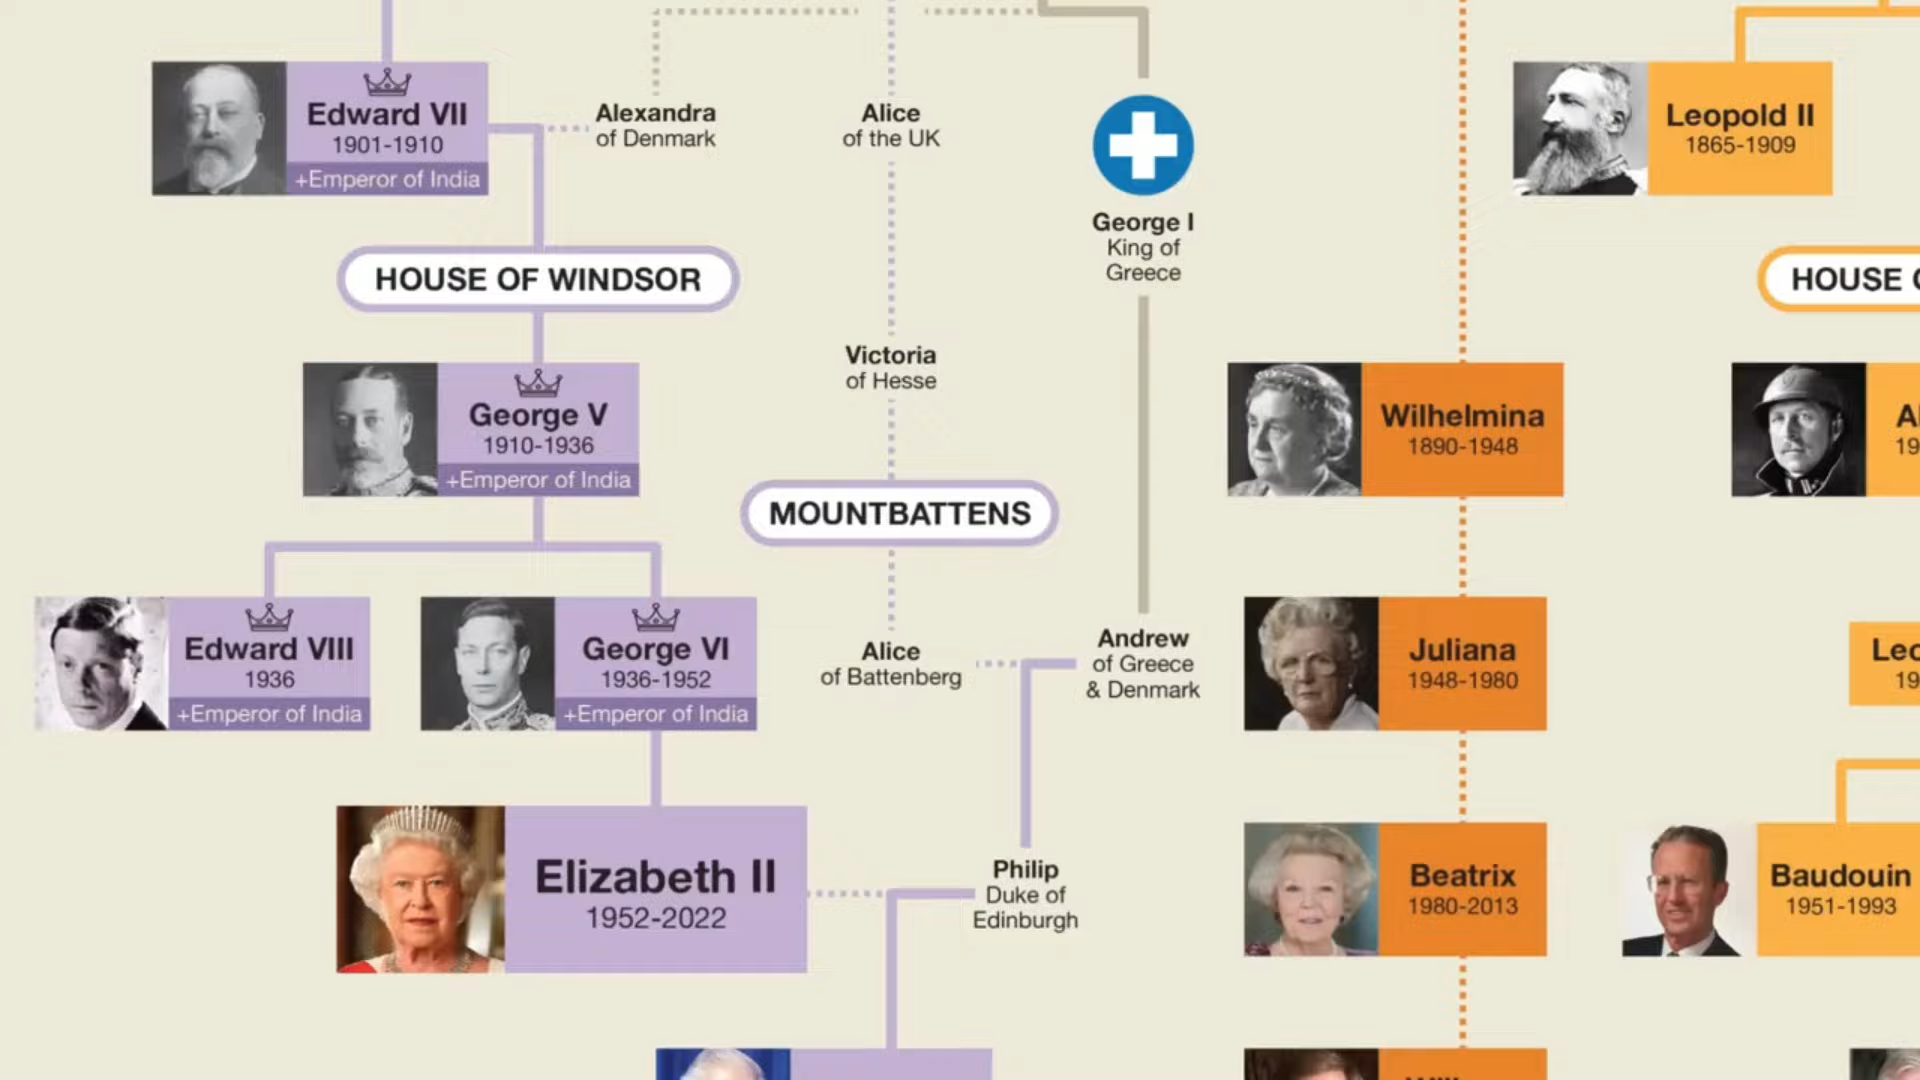 Edward VII
1901-1910
+Emperor of India
Alexandra
of Denmark
Alice
of the UK
George I
King of
Greece
Leopold II
1865-1909
HOUSE OF WINDSOR
HOUSE
Victoria
of Hesse
George V
1910-1936
+Emperor of India
Wilhelmina
1890-1948
MOUNTBATTENS
Edward VIII
1936
+Emperor of India
George VI
1936-1952
+Emperor of India
Alice
of Battenberg
Andrew
of Greece
& Denmark
Juliana
1948-1980
Elizabeth II
1952-2022
Philip
Duke of
Edinburgh
Beatrix
1980-2013
Baudouin
1951-1993